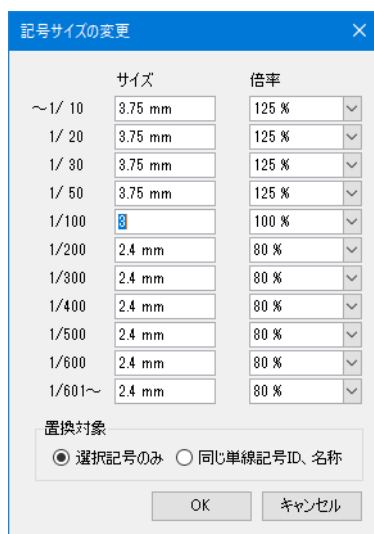 記号サイズの変更
サイズ 倍率
～1/ 10 3.75 mm 125 %
1/ 20 3.75 mm 125 %
1/ 30 3.75 mm 125 %
1/ 50 3.75 mm 125 %
1/100 3 100 %
1/200 2.4 mm 80 %
1/300 2.4 mm 80 %
1/400 2.4 mm 80 %
1/500 2.4 mm 80 %
1/600 2.4 mm 80 %
1/601～ 2.4 mm 80 %
置換対象
選択記号のみ 同じ単線記号ID、名称
OK キャンセル